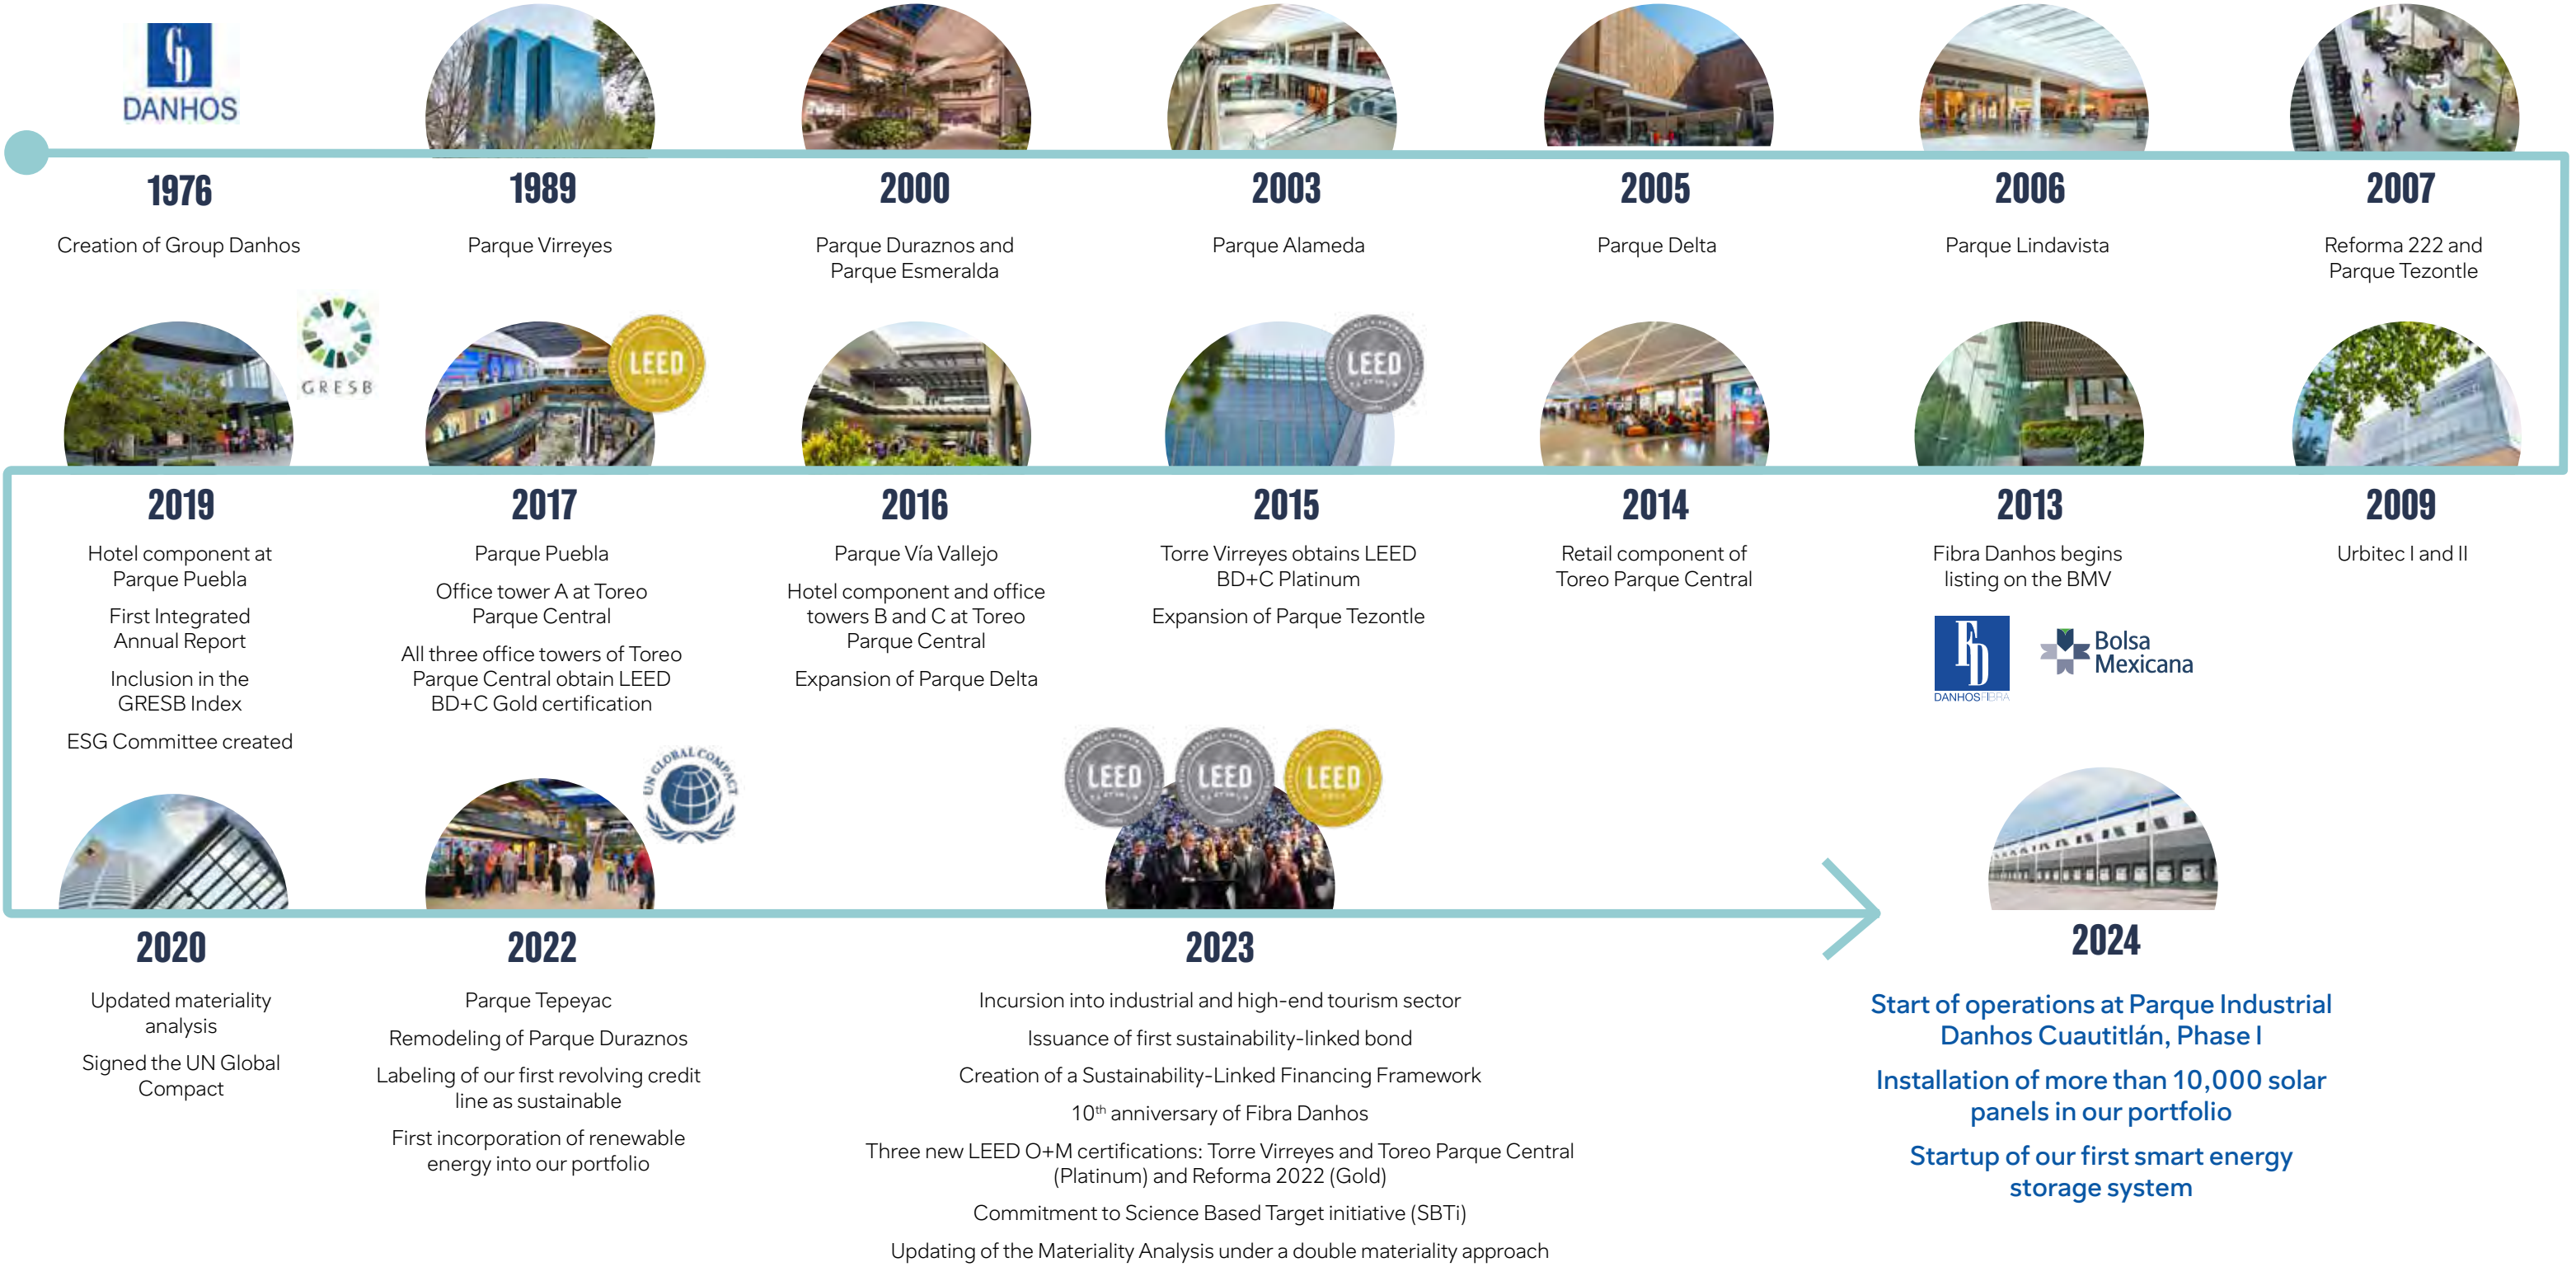 DANHOS
1976
Creation of Group Danhos
1989
Parque Virreyes
2000
Parque Duraznos and
Parque Esmeralda
2003
Parque Alameda
2005
Parque Delta
2006
Parque Lindavista
2007
Reforma 222 and
Parque Tezontle
2009
Urbitec I and II
2013
Fibra Danhos begins
listing on the BMV
FD
DANHOSFIBRA
Bolsa
Mexicana
2014
Retail component of
Toreo Parque Central
LEED
2015
Torre Virreyes obtains LEED
BD+C Platinum
Expansion of Parque Tezontle
2016
Parque Vía Vallejo
Hotel component and office
towers B and C at Toreo
Parque Central
Expansion of Parque Delta
LEED
2017
Parque Puebla
Office tower A at Toreo
Parque Central
All three office towers of Toreo
Parque Central obtain LEED
BD+C Gold certification
GRESB
2019
Hotel component at
Parque Puebla
First Integrated
Annual Report
Inclusion in the
GRESB Index
ESG Committee created
2020
Updated materiality
analysis
Signed the UN Global
Compact
UN GLOBAL COMPACT
2022
Parque Tepeyac
Remodeling of Parque Duraznos
Labeling of our first revolving credit
line as sustainable
First incorporation of renewable
energy into our portfolio
LEED
LEED
LEED
2023
Incursion into industrial and high-end tourism sector
Issuance of first sustainability-linked bond
Creation of a Sustainability-Linked Financing Framework
10th anniversary of Fibra Danhos
Three new LEED O+M certifications: Torre Virreyes and Toreo Parque Central
(Platinum) and Reforma 2022 (Gold)
Commitment to Science Based Target initiative (SBTi)
Updating of the Materiality Analysis under a double materiality approach
2024
Start of operations at Parque Industrial
Danhos Cuautitlán, Phase I
Installation of more than 10,000 solar
panels in our portfolio
Startup of our first smart energy
storage system